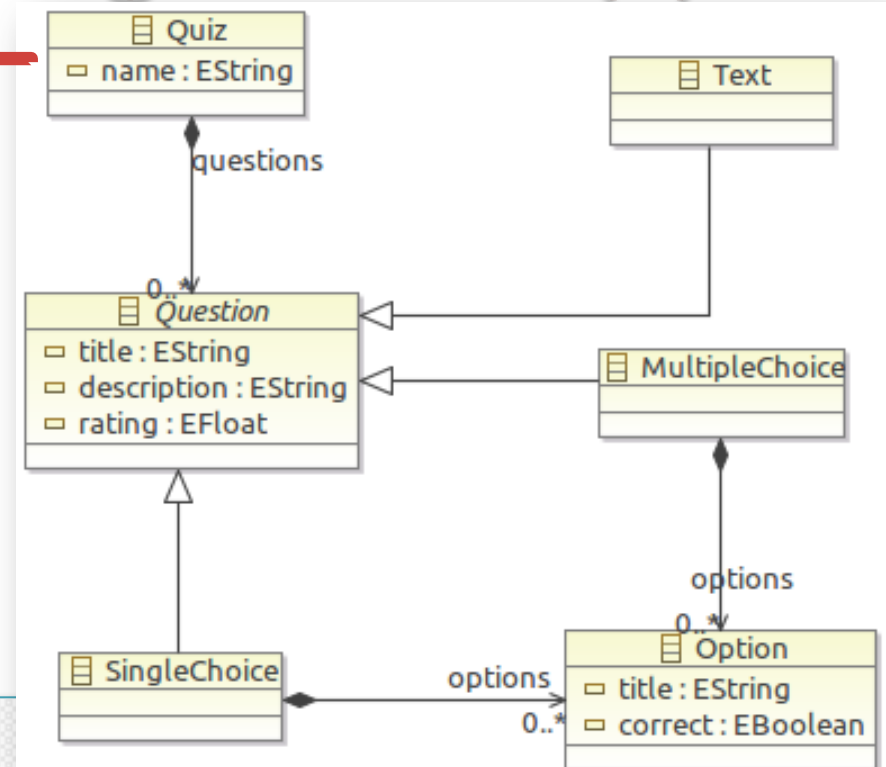 Quiz
name : EString
questions
0..*
Text
Question
title : EString
description : EString
rating : EFloat
MultipleChoice
options
0..*
SingleChoice
options
0..*
Option
title : EString
correct : EBoolean